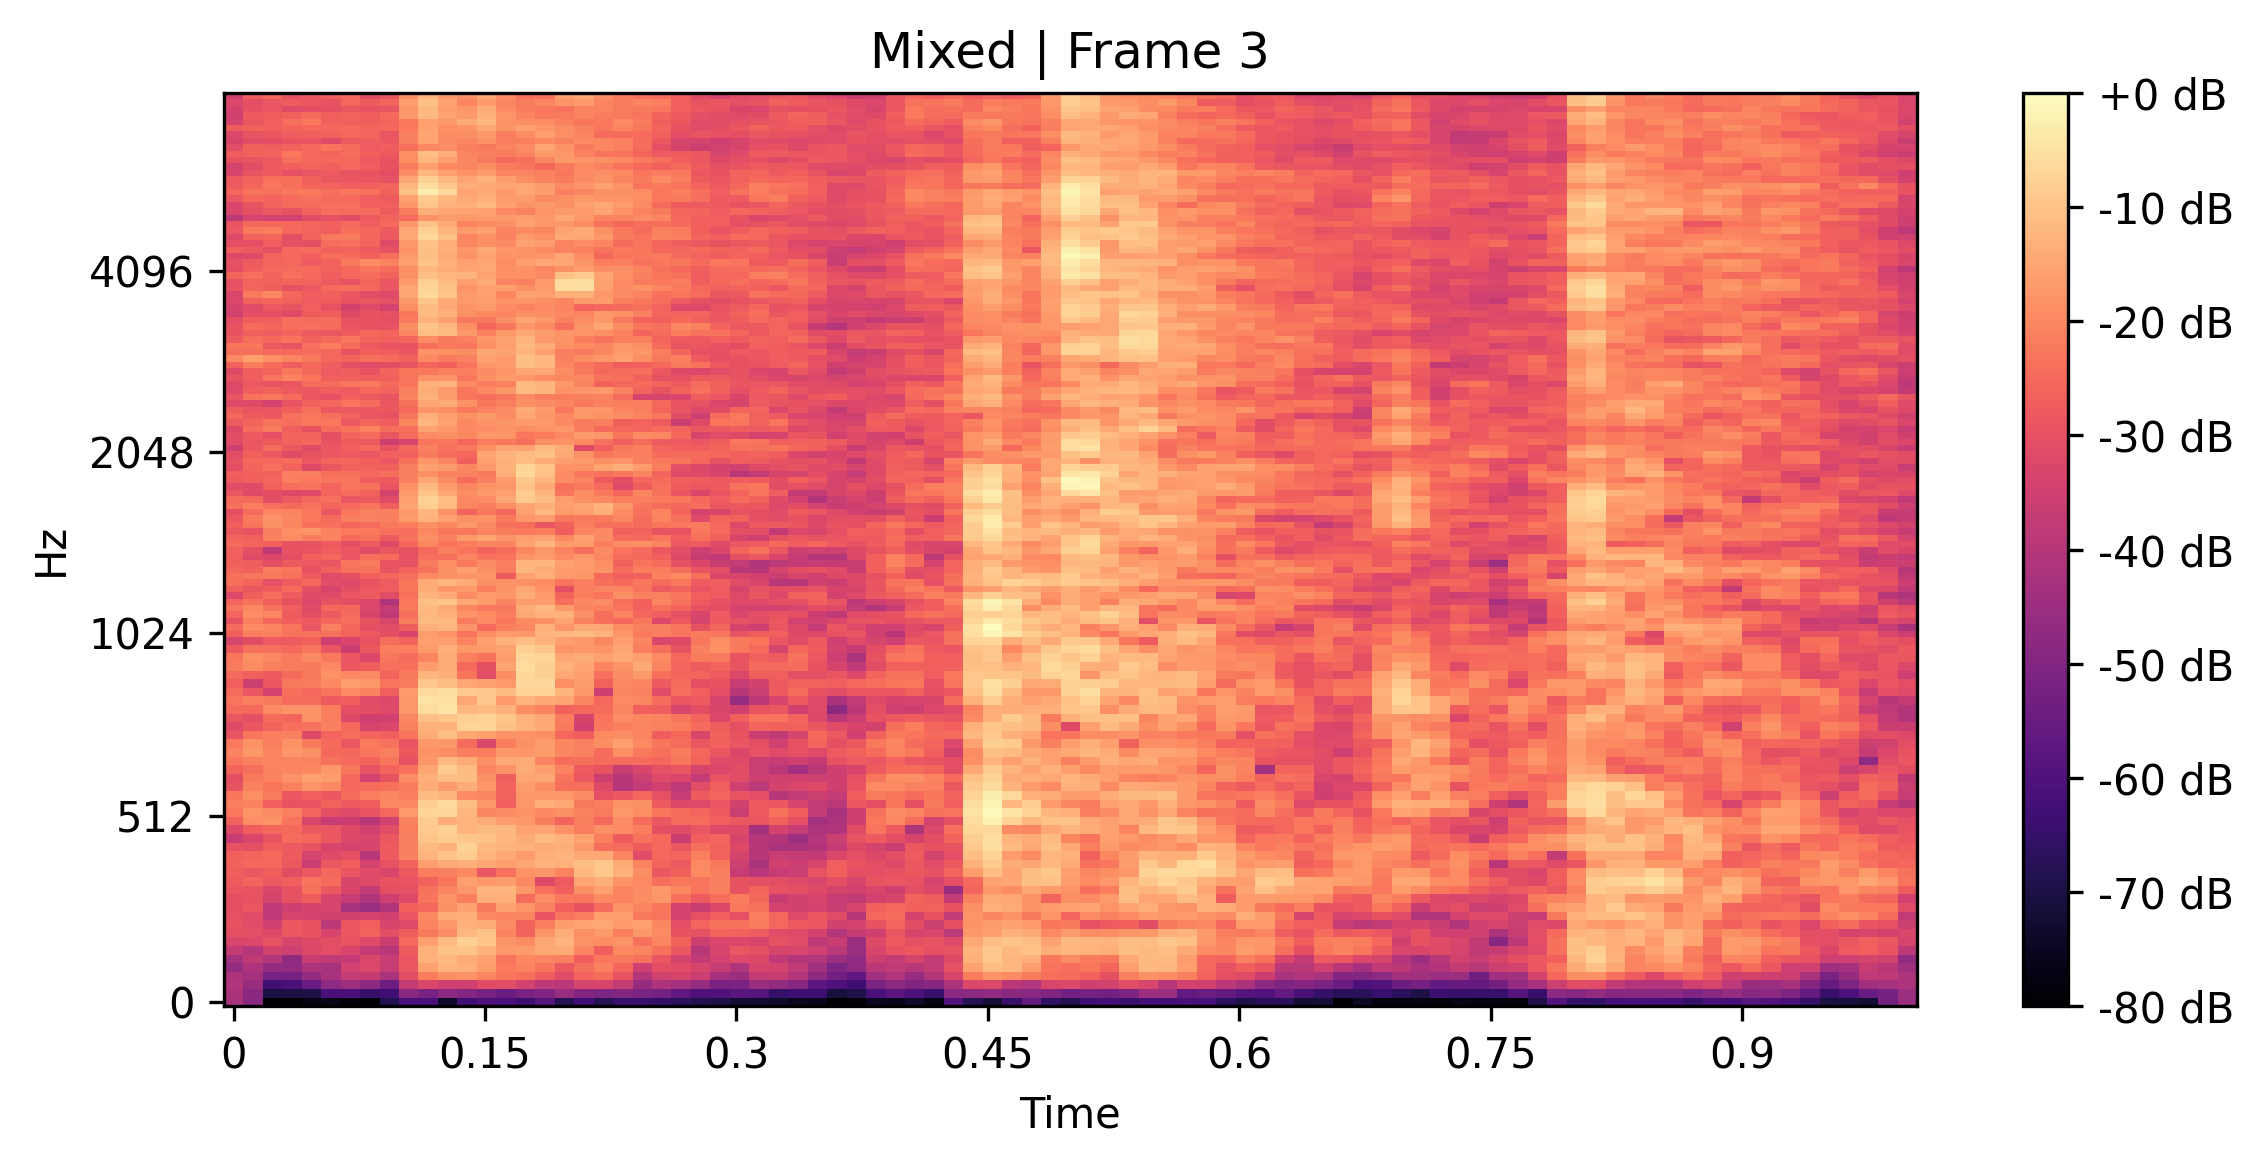 Mixed | Frame 3
Hz
4096
2048
1024
512
0
0 0.15 0.3 0.45 0.6 0.75 0.9
Time
+0 dB
-10 dB
-20 dB
-30 dB
-40 dB
-50 dB
-60 dB
-70 dB
-80 dB